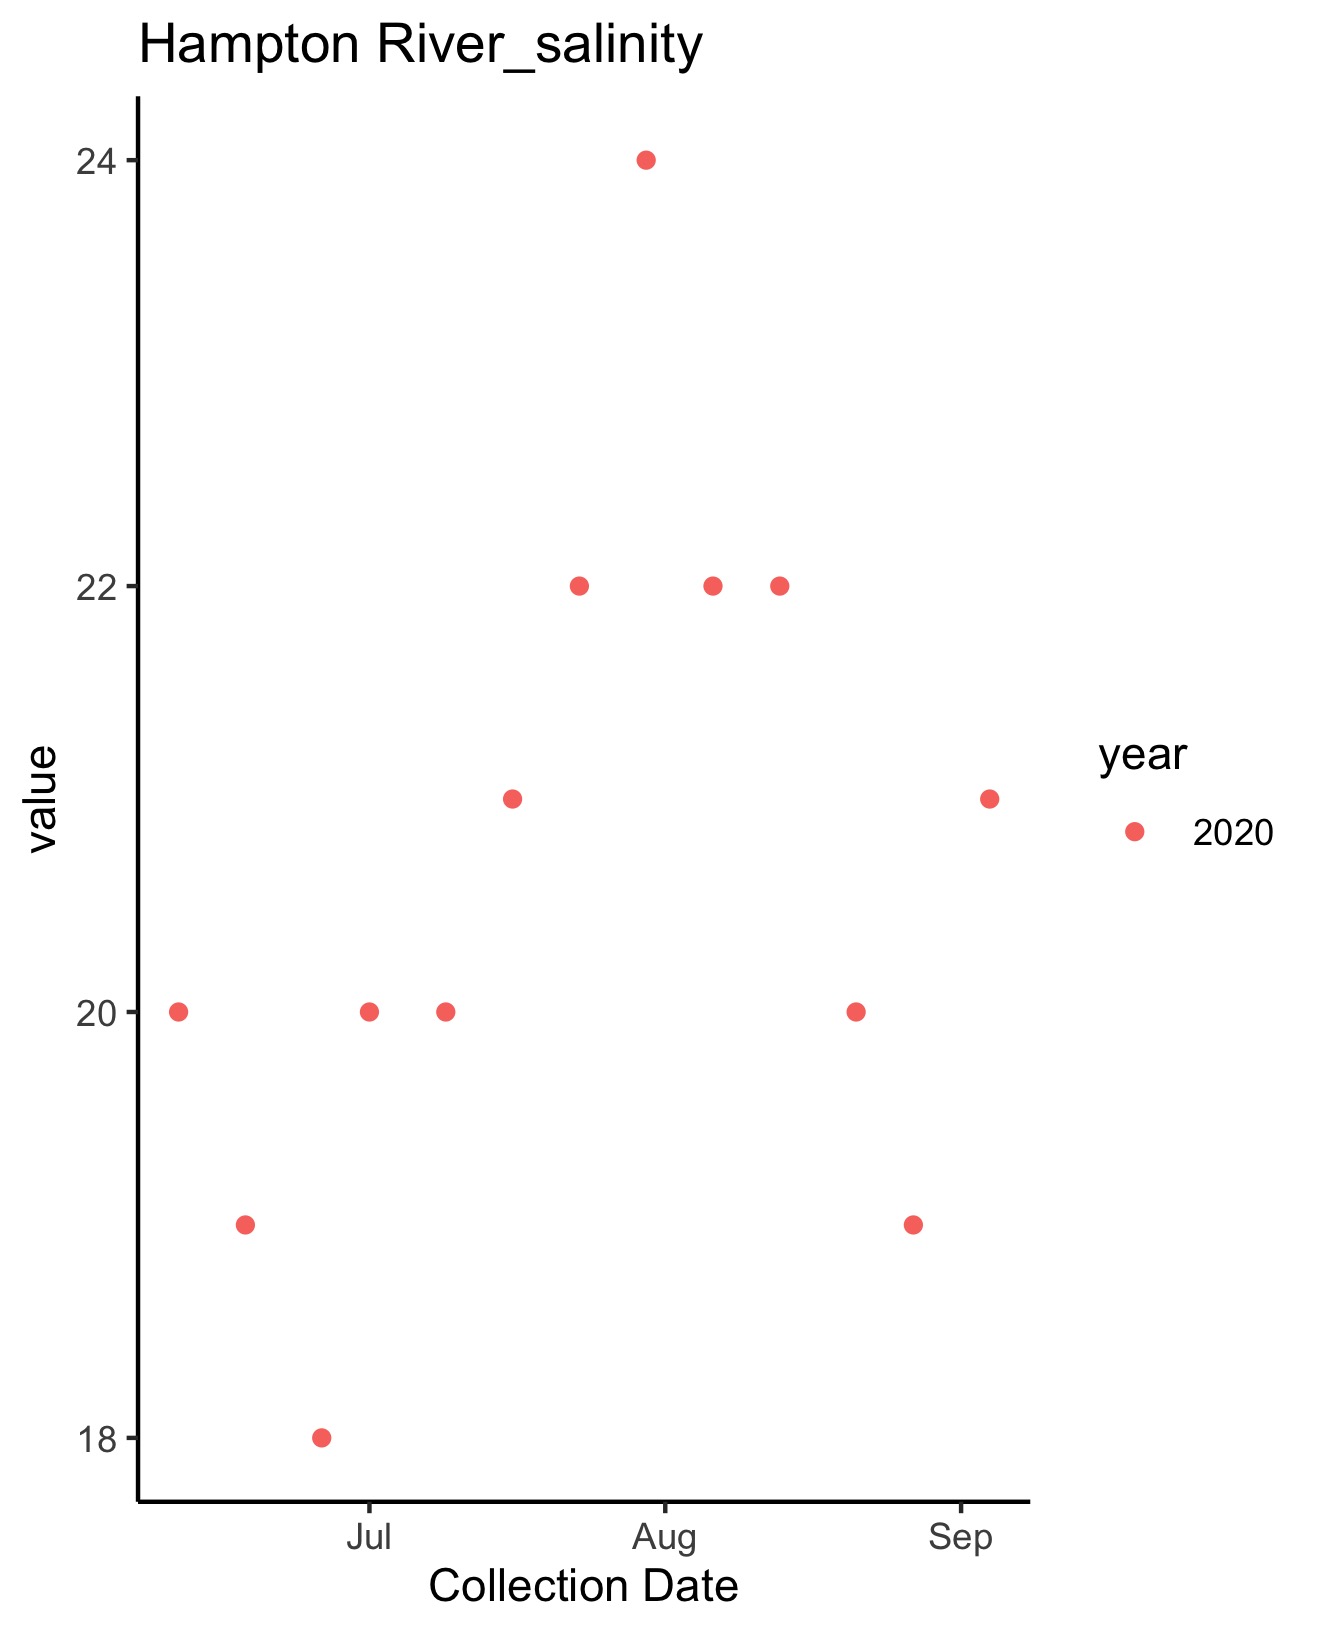 Hampton River_salinity
24
22
20
18
value
Jul Aug Sep
Collection Date
year
2020